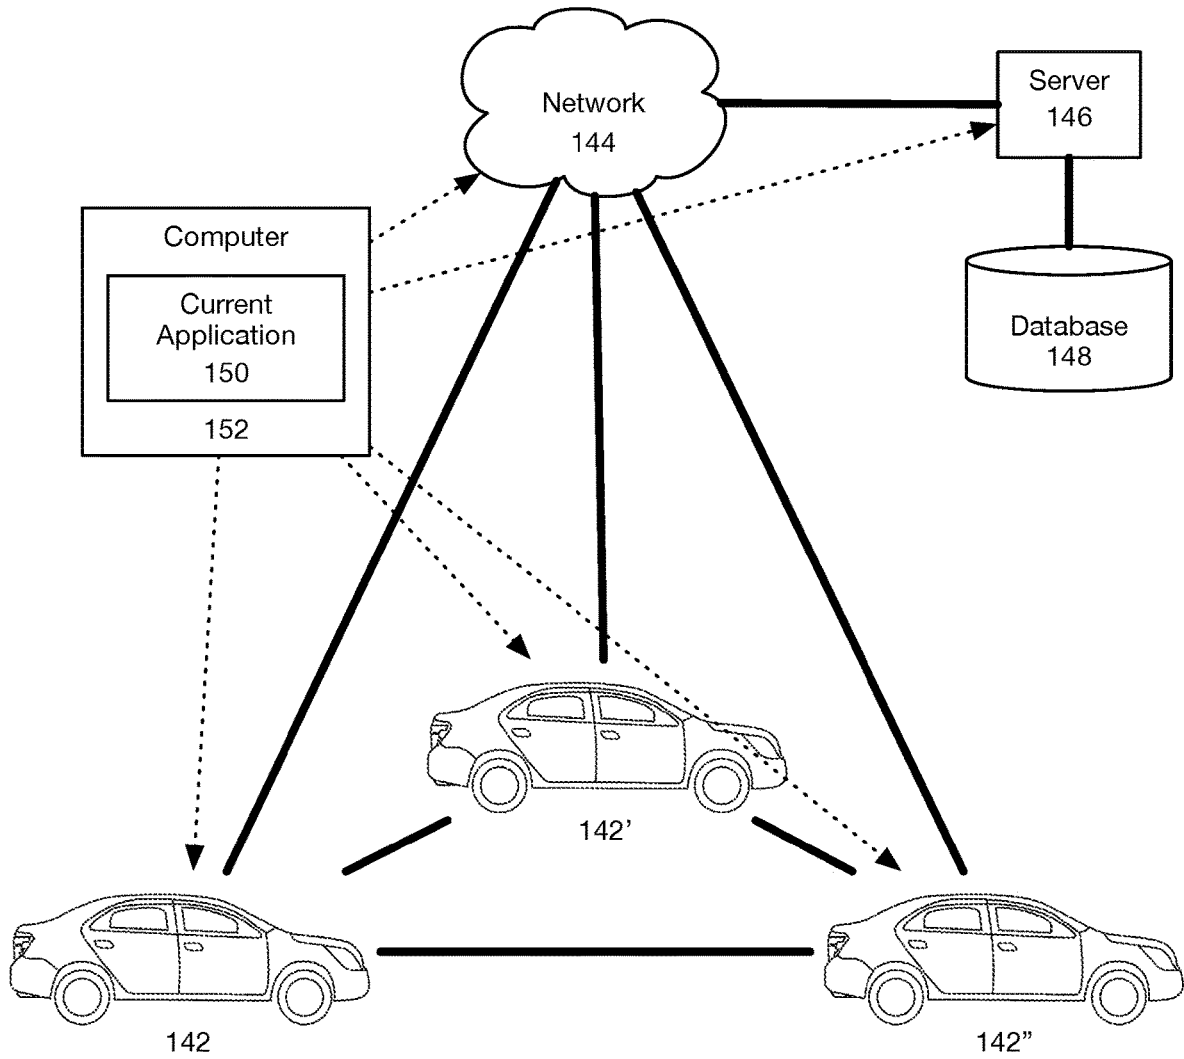 Network
144
Server
146
Computer
Current
Application
150
152
Database
148
142’
142
142”